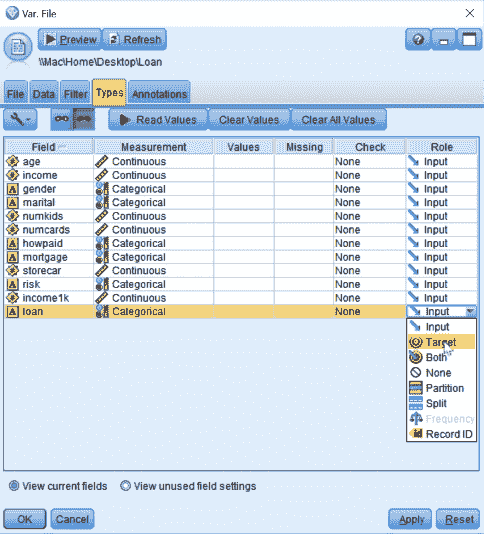 Var. File
Preview Refresh
\\Mac\Home\Desktop\Loan
File Data Filter Types Annotations
Read Values Clear Values Clear All Values
Field Measurement Values Missing Check Role
age Continuous None Input
income Continuous None Input
gender Categorical None Input
marital Categorical None Input
numkids Continuous None Input
numcards Continuous None Input
howpaid Categorical None Input
mortgage Categorical None Input
storecar Continuous None Input
risk Categorical None Input
income1k Continuous None Input
loan Categorical None Input
Input
Target
Both
None
Partition
Split
Frequency
Record ID
View current fields View unused field settings
OK Cancel Apply Reset